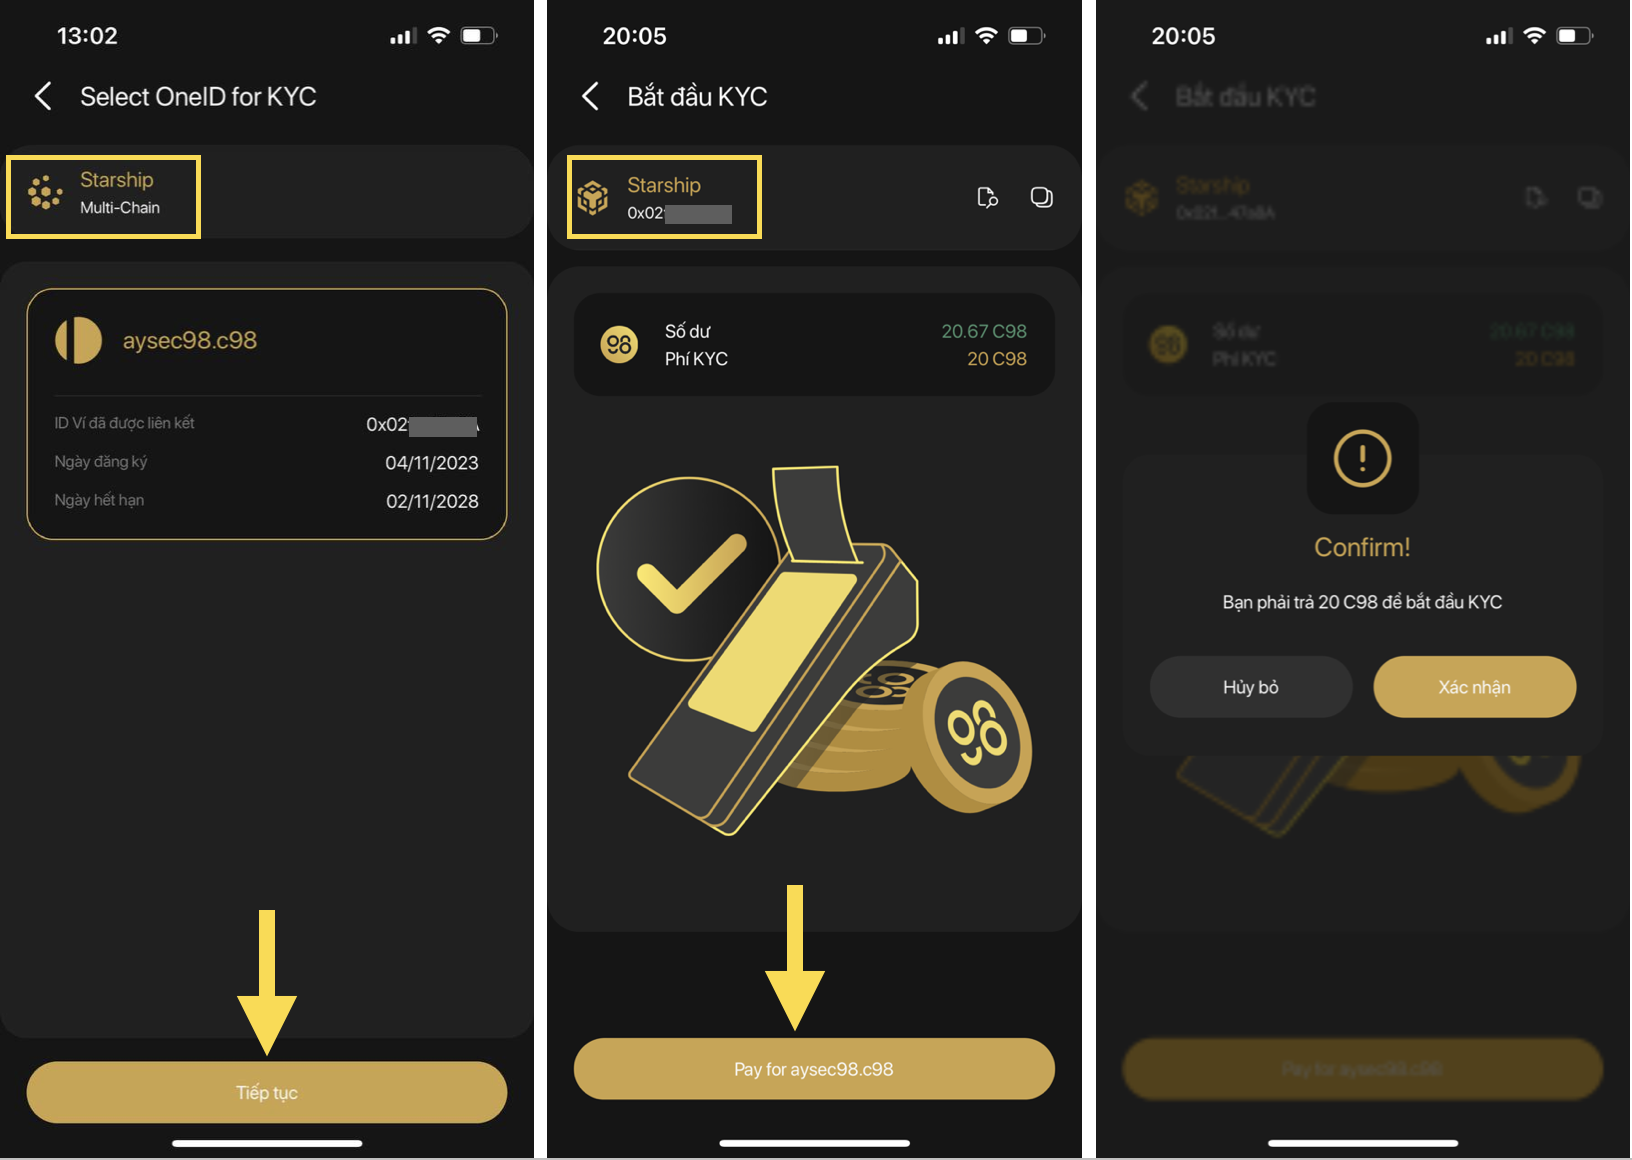 13:02
Select OneID for KYC
Starship
Multi-Chain
aysec98.c98
ID Ví đã được liên kết
0x02
Ngày đăng ký
04/11/2023
Ngày hết hạn
02/11/2028
Tiếp tục
20:05
Bắt đầu KYC
Starship
0x02
Số dư
20.67 C98
Phí KYC
20 C98
98
98
Pay for aysec98.c98
20:05
Bắt đầu KYC
Starship
Số dư
20.67 C98
Phí KYC
20 C98
98
Confirm!
Bạn phải trả 20 C98 để bắt đầu KYC
Hủy bỏ
Xác nhận
Pay for aysec98.c98